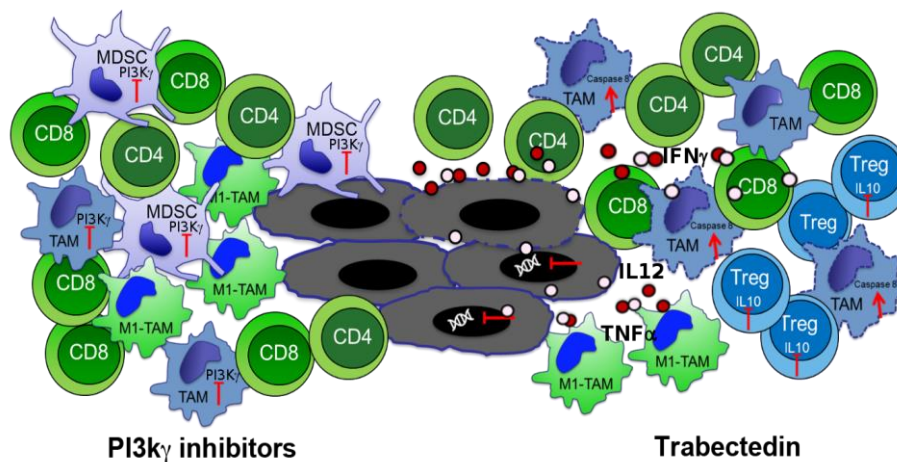 MDSC
PI3Kγ
CD8
CD8
CD4
CD4
MDSC
PI3Kγ
M1-TAM
TAM
PI3Kγ
MDSC
PI3Kγ
CD8
M1-TAM
M1-TAM
CD8
CD4
TAM
PI3Kγ
PI3kγ inhibitors
CD4
CD4
Caspase 8
TAM
CD4
CD4
TAM
CD8
IFNγ
CD8
CD8
Caspase 8
TAM
Treg
IL10
Treg
IL12
Treg
IL10
Caspase 8
TAM
Treg
IL10
TNFα
M1-TAM
M1-TAM
Trabectedin